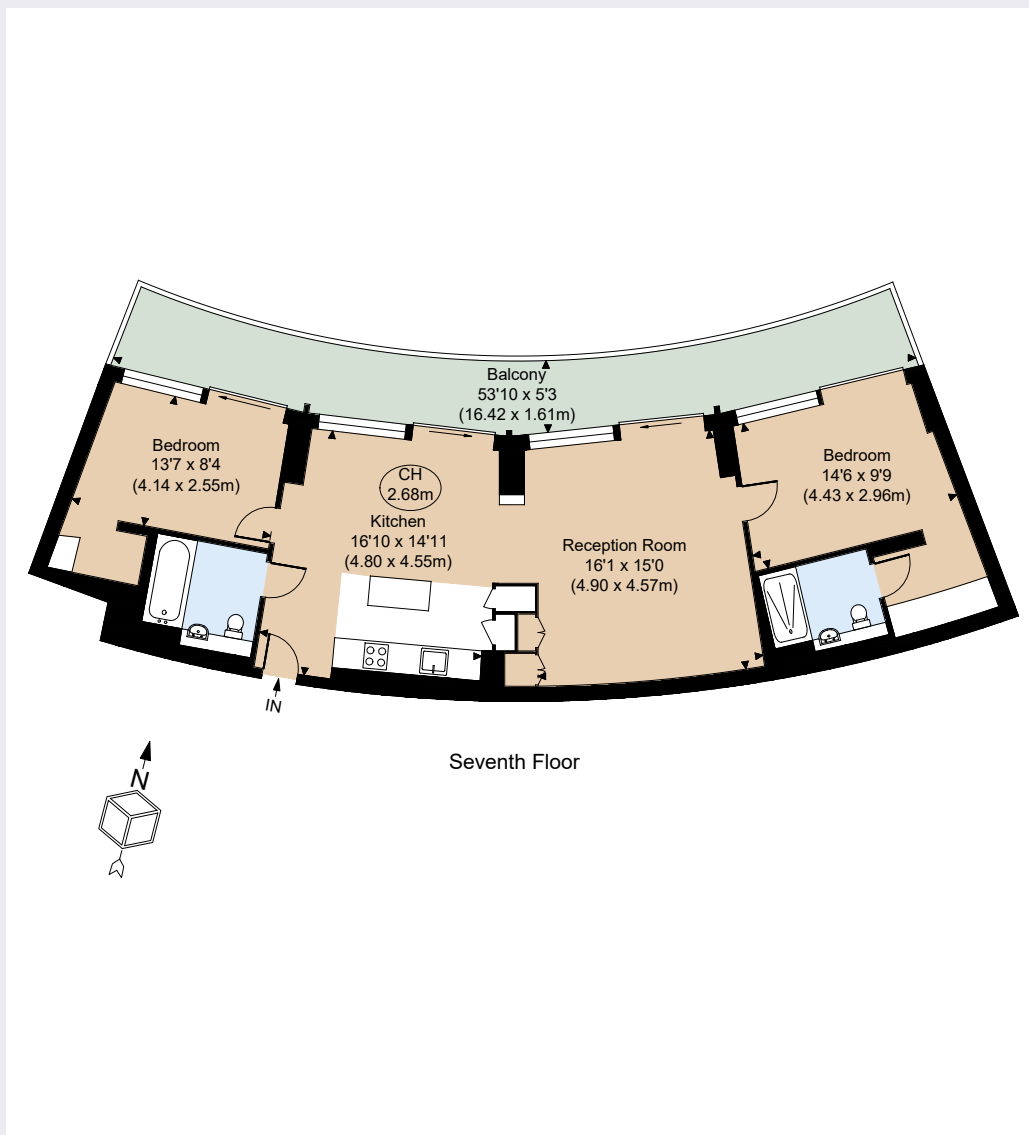 Balcony
53'10 x 5'3
(16.42 x 1.61m)
Bedroom
13'7 x 8'4
(4.14 x 2.55m)
CH
2.68m
Kitchen
16'10 x 14'11
(4.80 x 4.55m)
Reception Room
16'1 x 15'0
(4.90 x 4.57m)
Bedroom
14'6 x 9'9
(4.43 x 2.96m)
IN
Seventh Floor
N